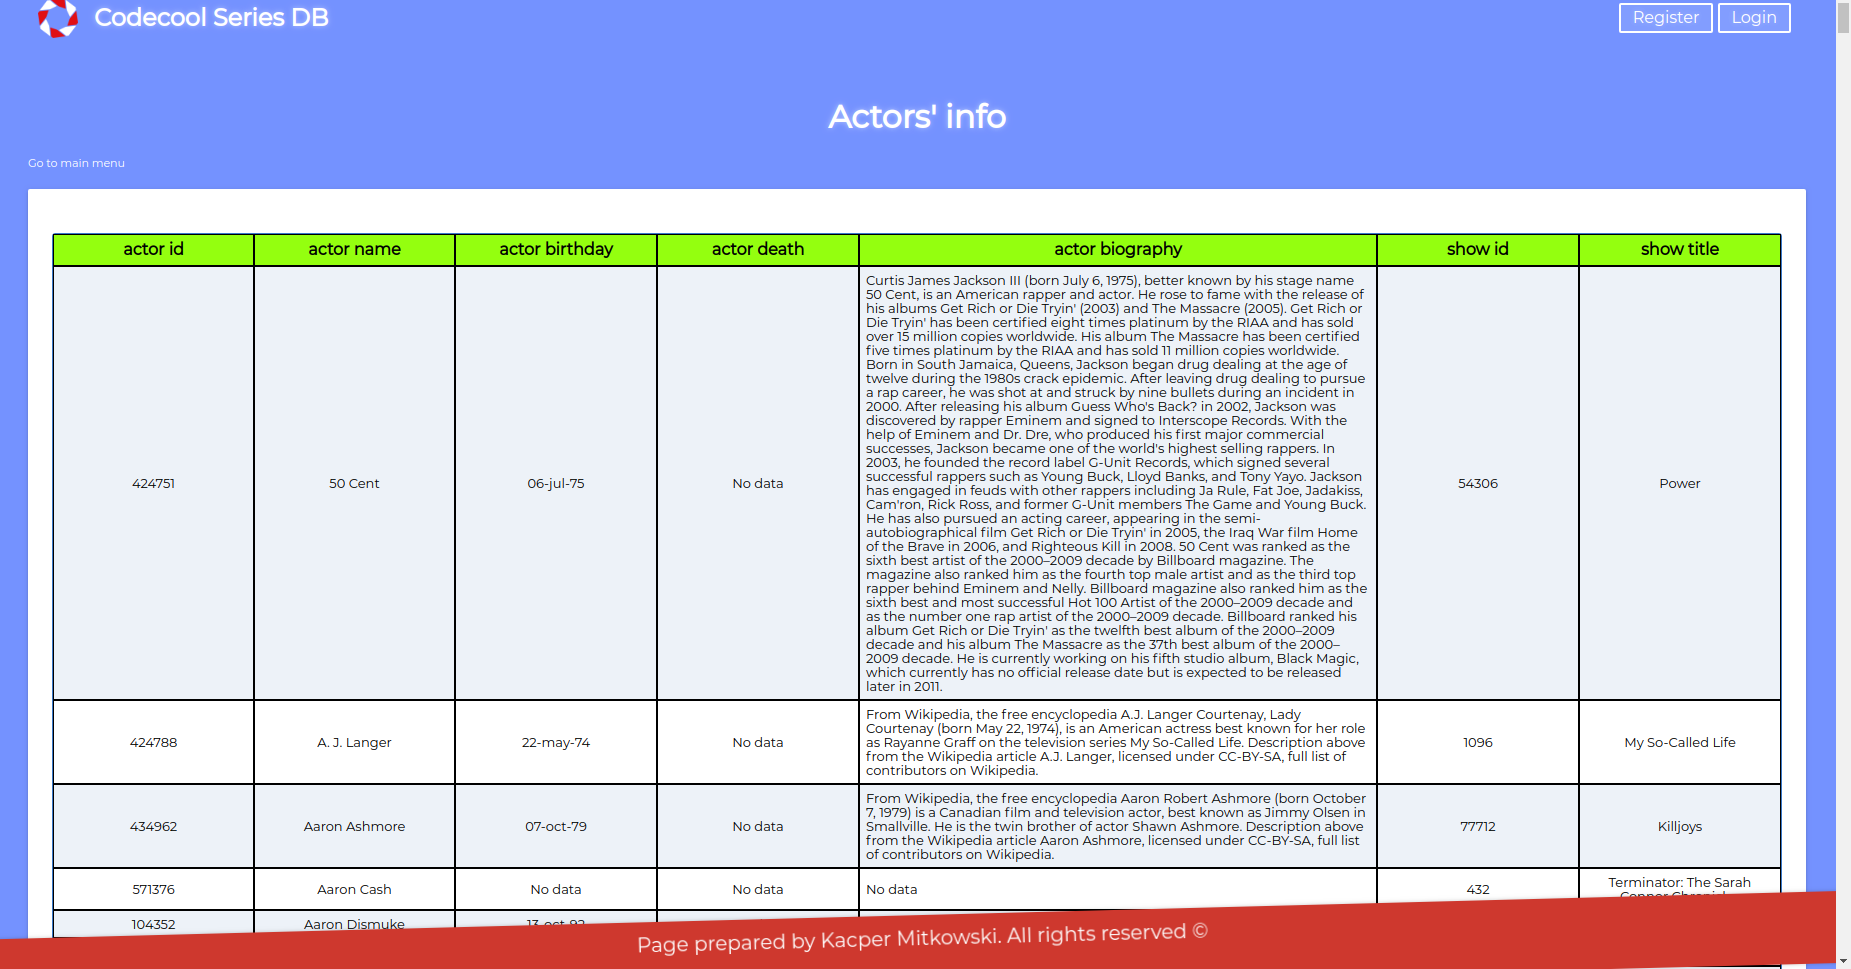 Codecool Series DB
Register
Login
Actors' info
Go to main menu
actor id
actor name
actor birthday
actor death
actor biography
show id
show title
424751
50 Cent
06-jul-75
No data
Curtis James Jackson III (born July 6, 1975), better known by his stage name
50 Cent, is an American rapper and actor. He rose to fame with the release of
his albums Get Rich or Die Tryin' (2003) and The Massacre (2005). Get Rich or
Die Tryin' has been certified eight times platinum by the RIAA and has sold
over 15 million copies worldwide. His album The Massacre has been certified
five times platinum by the RIAA and has sold 11 million copies worldwide.
Born in South Jamaica, Queens, Jackson began drug dealing at the age of
twelve during the 1980s crack epidemic. After leaving drug dealing to pursue
a rap career, he was shot at and struck by nine bullets during an incident in
2000. After releasing his album Guess Who's Back? in 2002, Jackson was
discovered by rapper Eminem and signed to Interscope Records. With the
help of Eminem and Dr. Dre, who produced his first major commercial
successes, Jackson became one of the world's highest selling rappers. In
2003, he founded the record label G-Unit Records, which signed several
successful rappers such as Young Buck, Lloyd Banks, and Tony Yayo. Jackson
has engaged in feuds with other rappers including Ja Rule, Fat Joe, Jadakiss,
Cam'ron, Rick Ross, and former G-Unit members The Game and Young Buck.
He has also pursued an acting career, appearing in the semi-
autobiographical film Get Rich or Die Tryin' in 2005, the Iraq War film Home
of the Brave in 2006, and Righteous Kill in 2008. 50 Cent was ranked as the
sixth best artist of the 2000–2009 decade by Billboard magazine. The
magazine also ranked him as the fourth top male artist and as the third top
rapper behind Eminem and Nelly. Billboard magazine also ranked him as the
sixth best and most successful Hot 100 Artist of the 2000–2009 decade and
as the number one rap artist of the 2000–2009 decade. Billboard ranked his
album Get Rich or Die Tryin' as the twelfth best album of the 2000–2009
decade and his album The Massacre as the 37th best album of the 2000–
2009 decade. He is currently working on his fifth studio album, Black Magic,
which currently has no official release date but is expected to be released
later in 2011.
54306
Power
424788
A. J. Langer
22-may-74
No data
From Wikipedia, the free encyclopedia A.J. Langer Courtenay, Lady
Courtenay (born May 22, 1974), is an American actress best known for her role
as Rayanne Graff on the television series My So-Called Life. Description above
from the Wikipedia article A.J. Langer, licensed under CC-BY-SA, full list of
contributors on Wikipedia.
1096
My So-Called Life
434962
Aaron Ashmore
07-oct-79
No data
From Wikipedia, the free encyclopedia Aaron Robert Ashmore (born October
7, 1979) is a Canadian film and television actor, best known as Jimmy Olsen in
Smallville. He is the twin brother of actor Shawn Ashmore. Description above
from the Wikipedia article Aaron Ashmore, licensed under CC-BY-SA, full list
of contributors on Wikipedia.
77712
Killjoys
571376
Aaron Cash
No data
No data
No data
432
Terminator: The Sarah
104352
Aaron Dismuke
13-oct-92
Page prepared by Kacper Mitkowski. All rights reserved ©